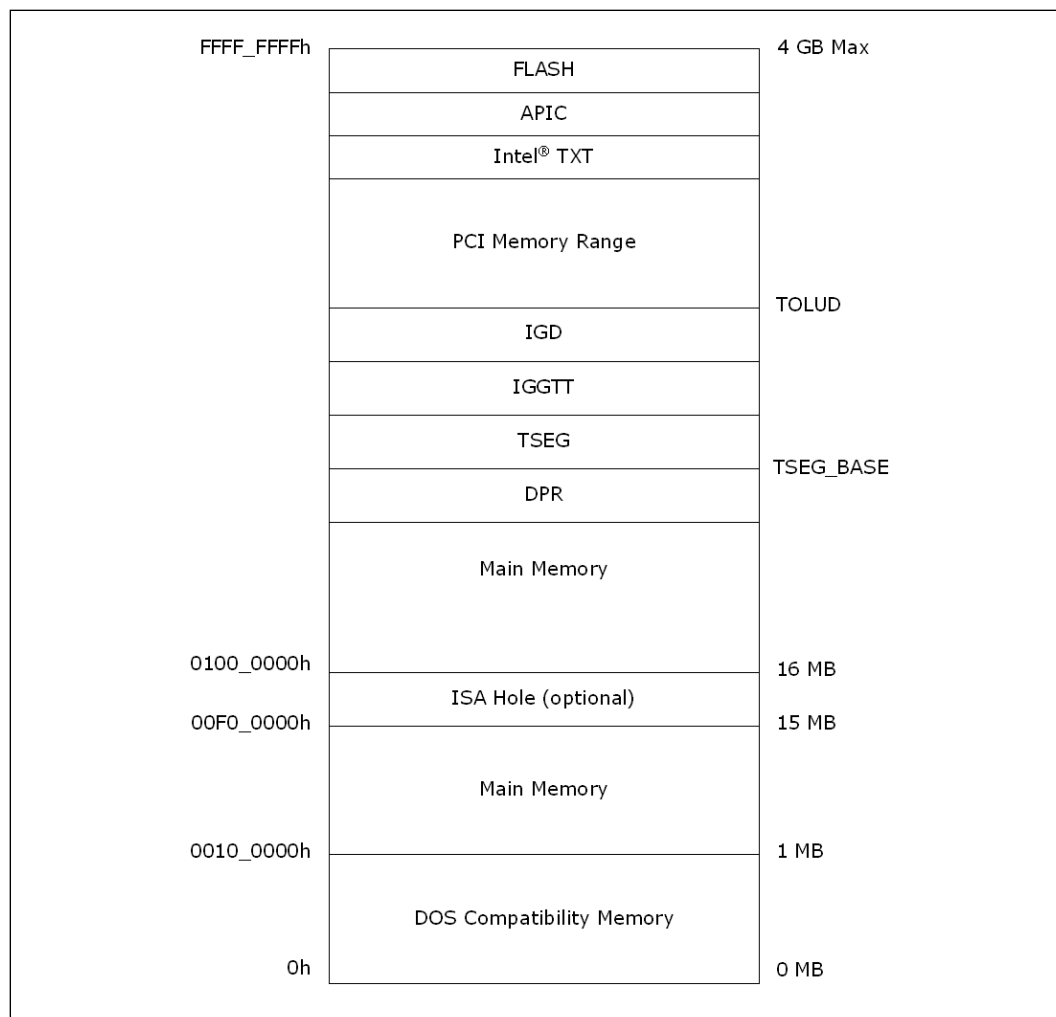 FFFF_FFFFh
4 GB Max
FLASH
APIC
Intel® TXT
PCI Memory Range
TOLUD
IGD
IGGTT
TSEG
TSEG_BASE
DPR
Main Memory
0100_0000h
16 MB
ISA Hole (optional)
00F0_0000h
15 MB
Main Memory
0010_0000h
1 MB
DOS Compatibility Memory
0h
0 MB